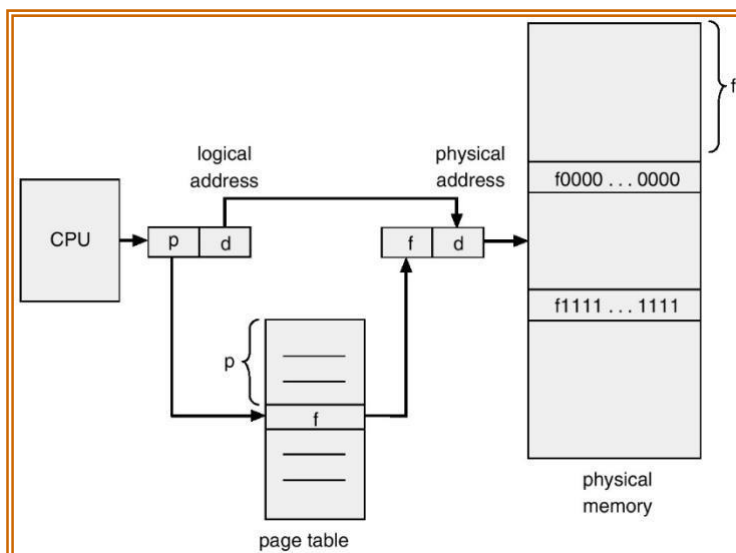 f
logical
address
physical
address
f0000 . . . 0000
CPU
p
d
f
d
f1111 . . . 1111
p
f
physical
memory
page table